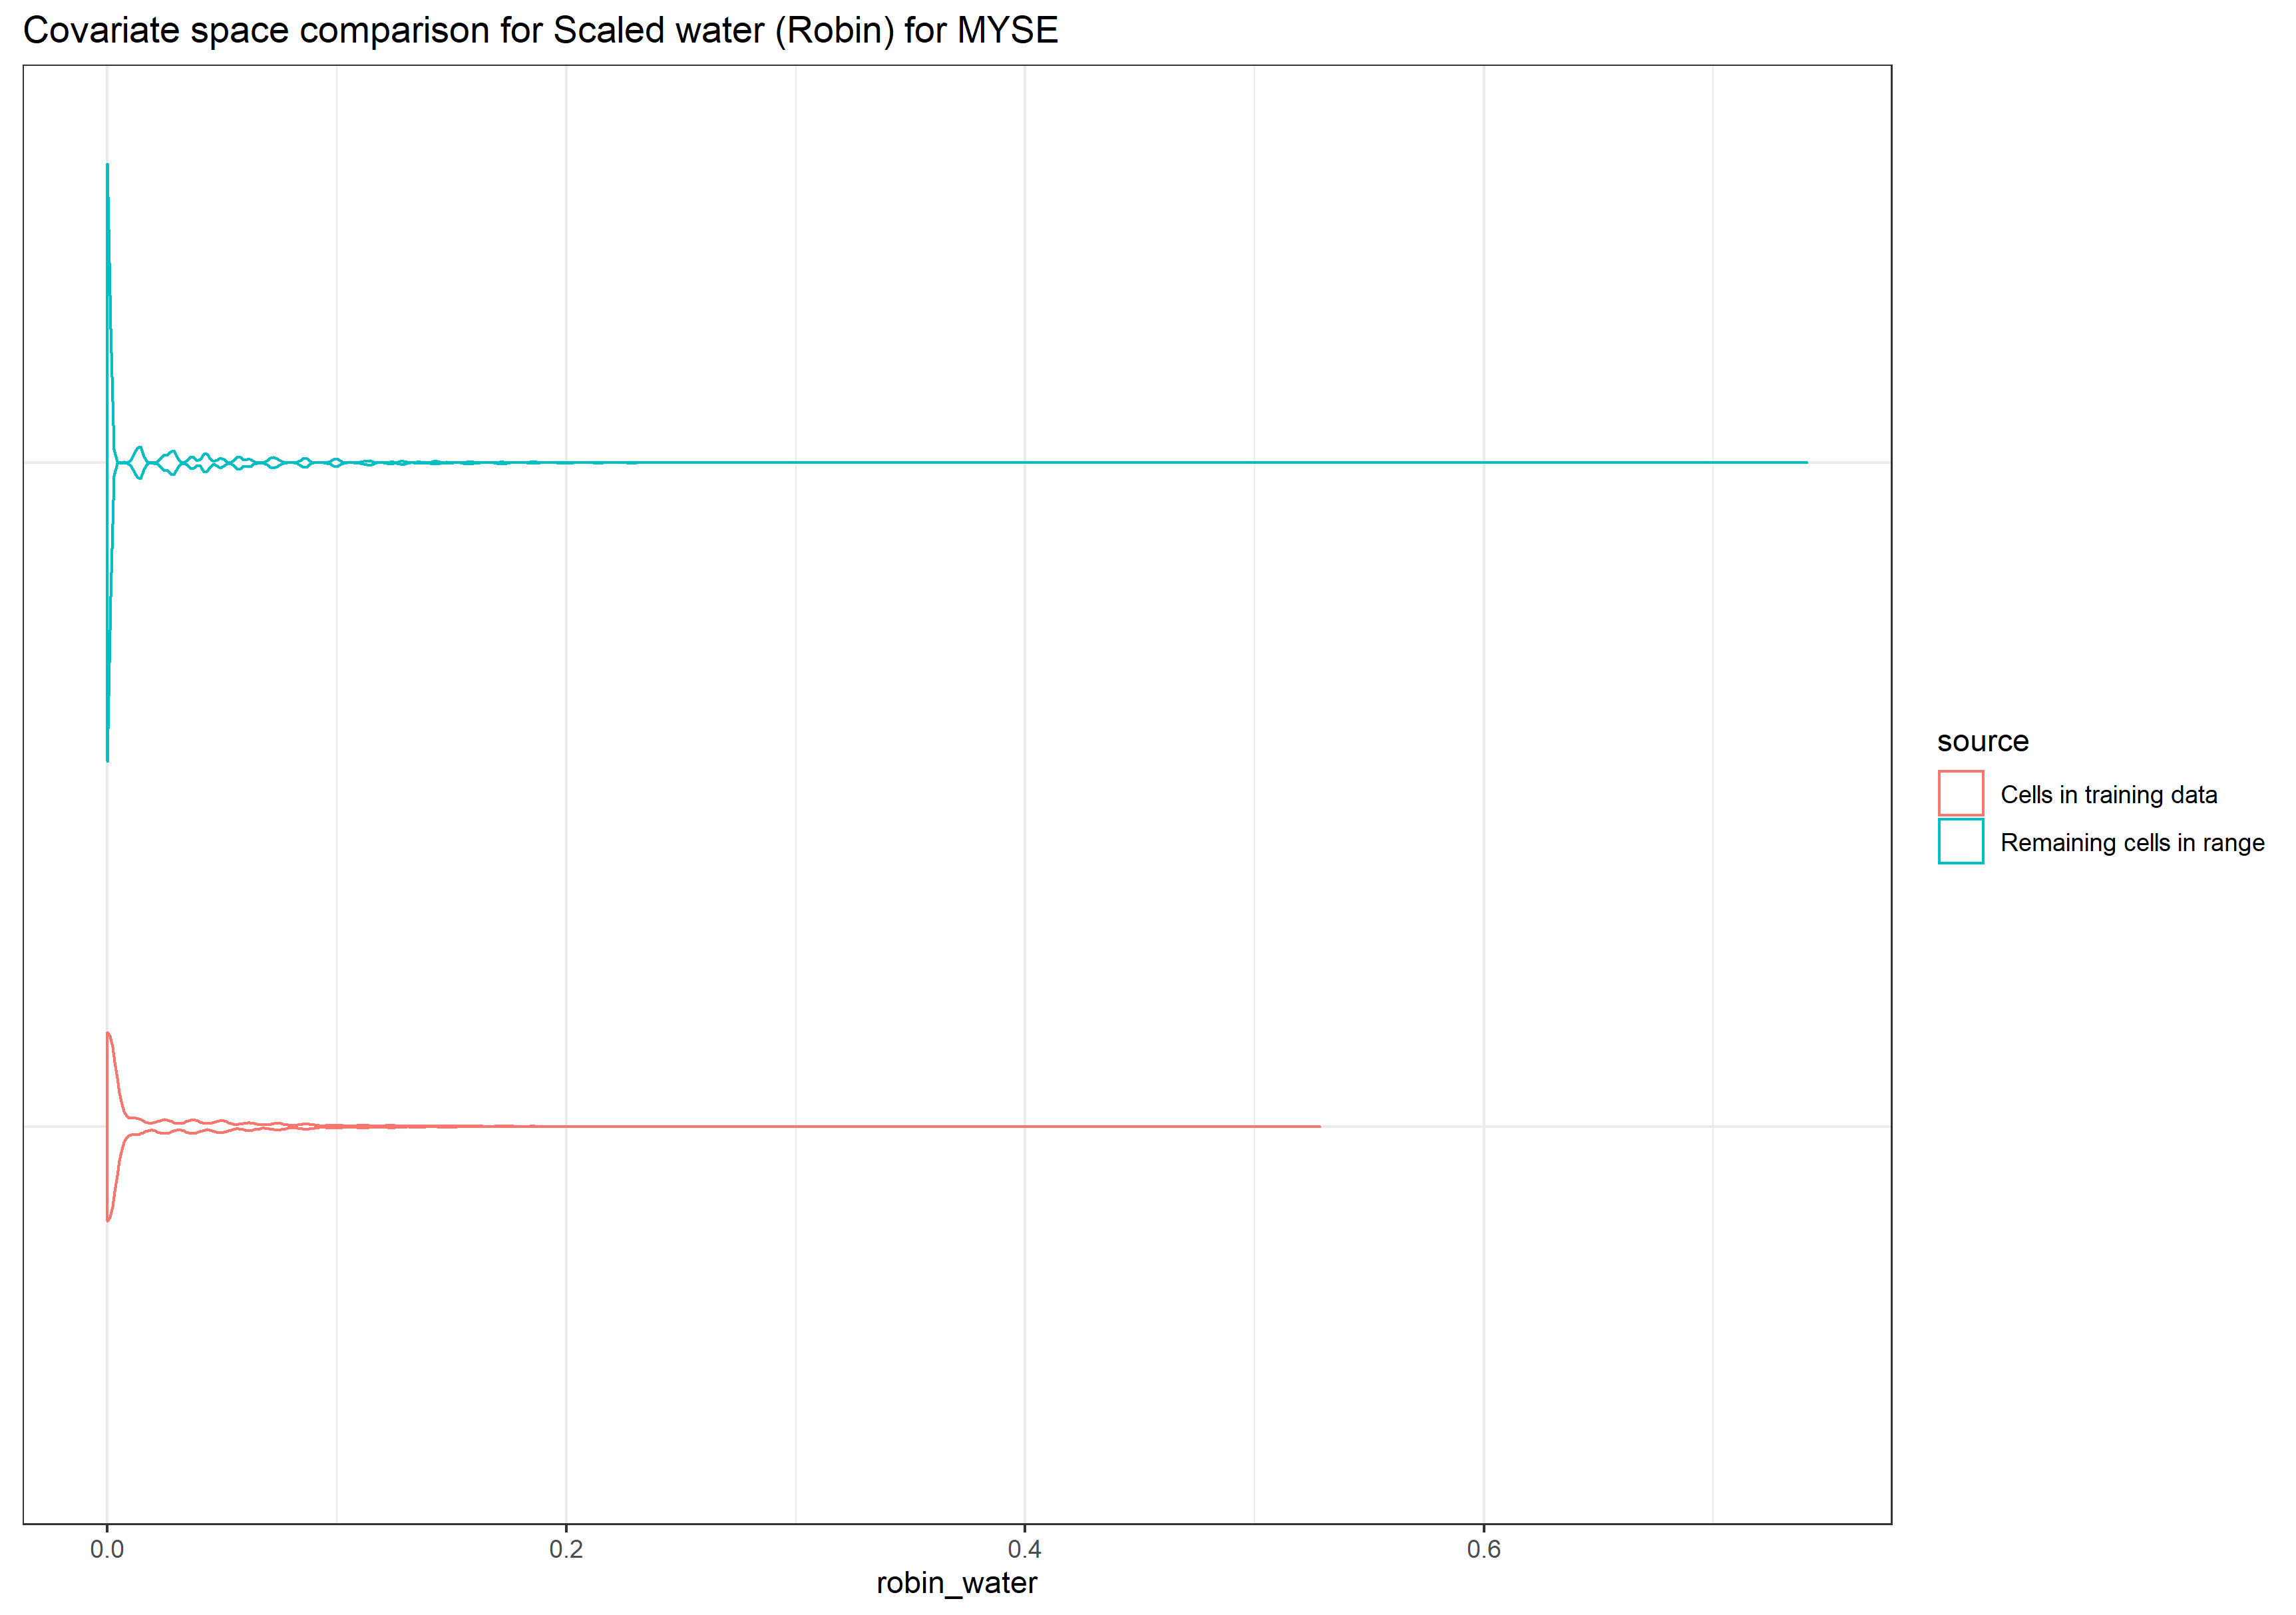 Covariate space comparison for Scaled water (Robin) for MYSE
source
Cells in training data
Remaining cells in range
0.0 0.2 0.4 0.6
robin_water